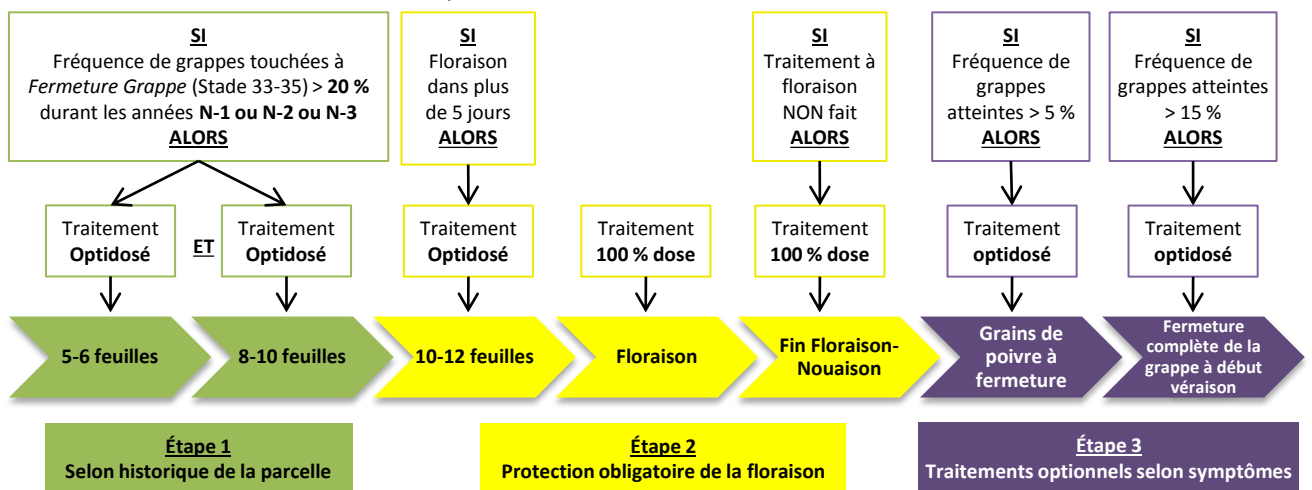 SI
Fréquence de grappes touchées à
Fermeture Grappe (Stade 33-35) > 20 %
durant les années N-1 ou N-2 ou N-3
ALORS
SI
Floraison
dans plus
de 5 jours
ALORS
SI
Traitement à
floraison
NON fait
ALORS
SI
Fréquence de
grappes
atteintes > 5 %
ALORS
SI
Fréquence de
grappes atteintes
> 15 %
ALORS
Traitement
Optidosé
ET
Traitement
Optidosé
Traitement
Optidosé
Traitement
100 % dose
Traitement
100 % dose
Traitement
optidosé
Traitement
optidosé
5-6 feuilles
8-10 feuilles
10-12 feuilles
Floraison
Fin Floraison-
Nouaison
Grains de
poivre à
fermeture
Fermeture
complète de la
grappe à début
véraison
Étape 1
Selon historique de la parcelle
Étape 2
Protection obligatoire de la floraison
Étape 3
Traitements optionnels selon symptômes